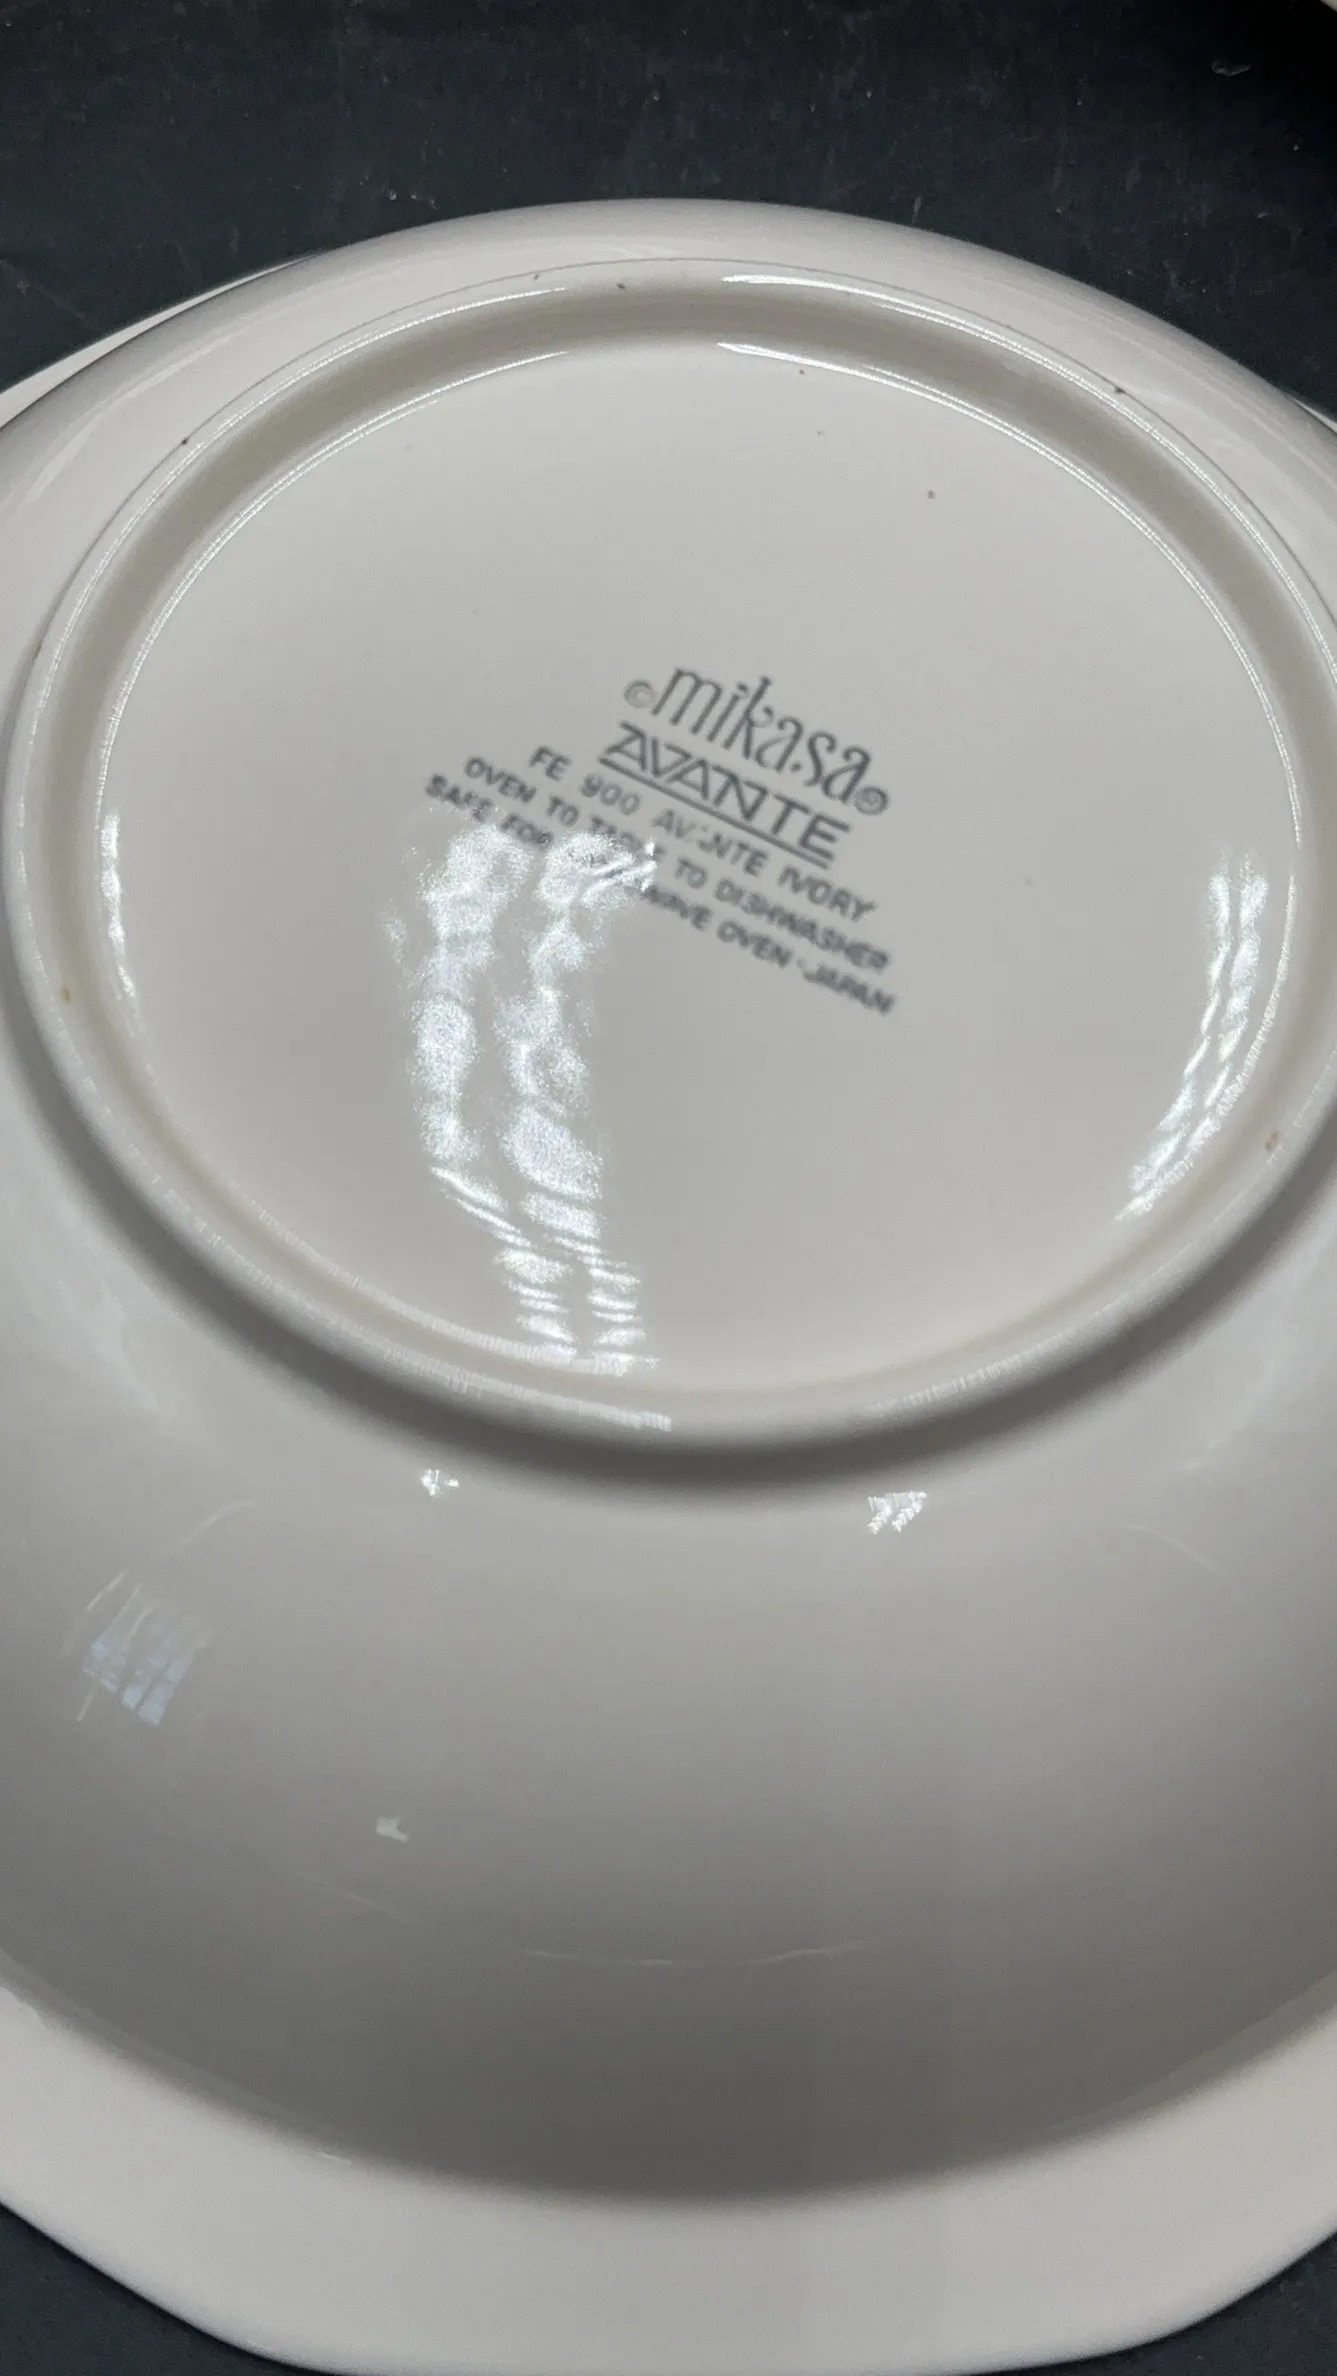 ©mikasa®
AVANTE
FE 900 AVANTE IVORY
OVEN TO TABLE TO DISHWASHER
SAFE FOR OVEN · JAPAN